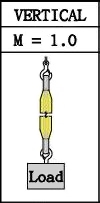 VERTICAL
M = 1.0
Load